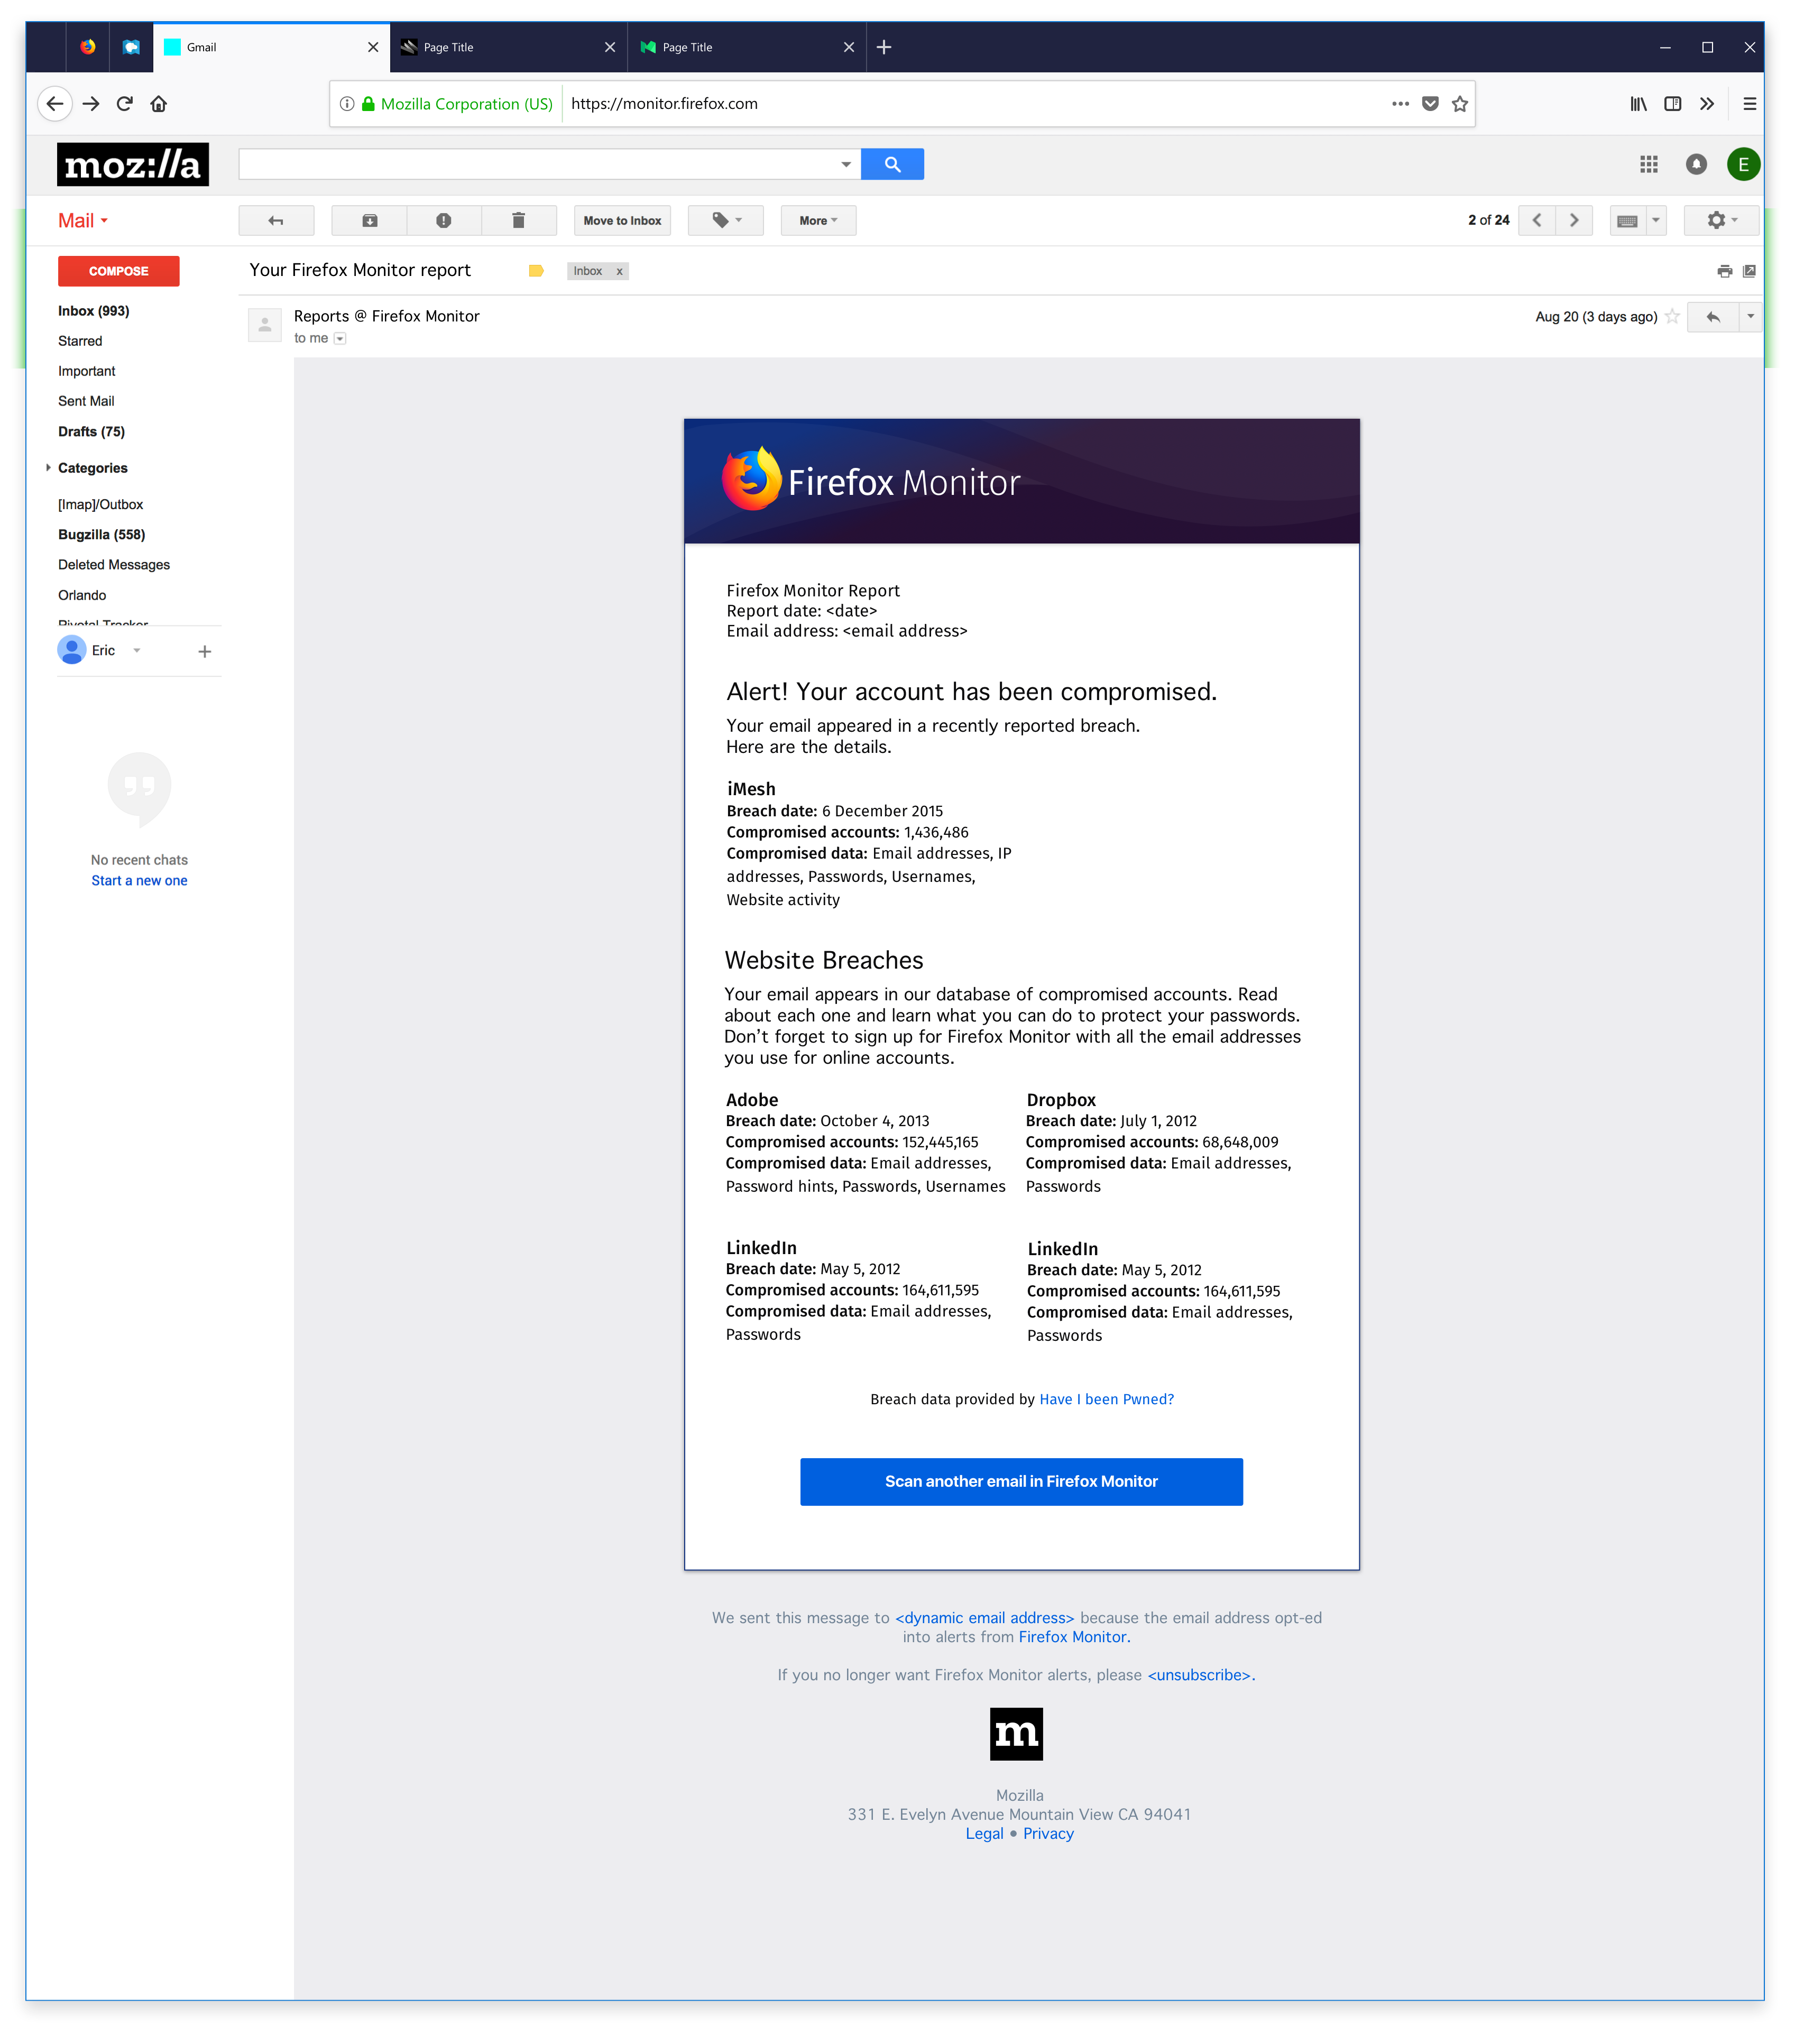 Gmail
Page Title
Page Title
Mozilla Corporation (US)
https://monitor.firefox.com
moz://a
E
Mail
Move to Inbox
More
2 of 24
COMPOSE
Your Firefox Monitor report
Inbox x
Inbox (993)
Starred
Important
Sent Mail
Drafts (75)
Categories
[Imap]/Outbox
Bugzilla (558)
Deleted Messages
Orlando
Pivotal Tracker
Eric
No recent chats
Start a new one
Reports @ Firefox Monitor
to me
Aug 20 (3 days ago)
Firefox Monitor
Firefox Monitor Report
Report date: <date>
Email address: <email address>
Alert! Your account has been compromised.
Your email appeared in a recently reported breach.
Here are the details.
iMesh
Breach date: 6 December 2015
Compromised accounts: 1,436,486
Compromised data: Email addresses, IP
addresses, Passwords, Usernames,
Website activity
Website Breaches
Your email appears in our database of compromised accounts. Read
about each one and learn what you can do to protect your passwords.
Don’t forget to sign up for Firefox Monitor with all the email addresses
you use for online accounts.
Adobe
Breach date: October 4, 2013
Compromised accounts: 152,445,165
Compromised data: Email addresses,
Password hints, Passwords, Usernames
Dropbox
Breach date: July 1, 2012
Compromised accounts: 68,648,009
Compromised data: Email addresses,
Passwords
LinkedIn
Breach date: May 5, 2012
Compromised accounts: 164,611,595
Compromised data: Email addresses,
Passwords
LinkedIn
Breach date: May 5, 2012
Compromised accounts: 164,611,595
Compromised data: Email addresses,
Passwords
Breach data provided by Have I been Pwned?
Scan another email in Firefox Monitor
We sent this message to <dynamic email address> because the email address opt-ed
into alerts from Firefox Monitor.
If you no longer want Firefox Monitor alerts, please <unsubscribe>.
m
Mozilla
331 E. Evelyn Avenue Mountain View CA 94041
Legal • Privacy